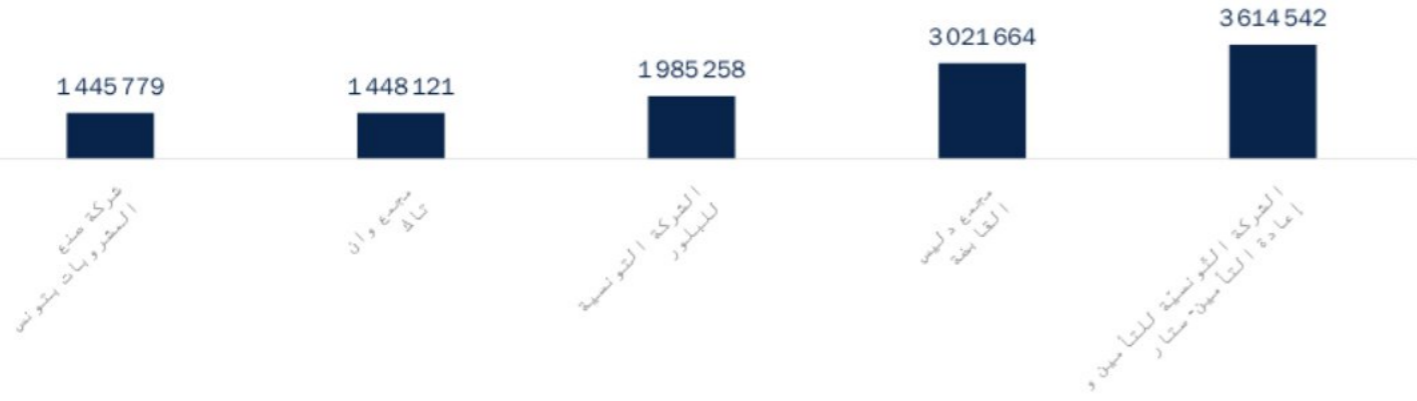 1 445 779
1 448 121
1 985 258
3 021 664
3 614 542
شركة صنع
المشروبات بتونس
مجمع وان
تاك
الشركة التونسية
للبلور
مجمع دليس
القابضة
الشركة التونسيّة للتأمين و
إعادة التأمين- ستار